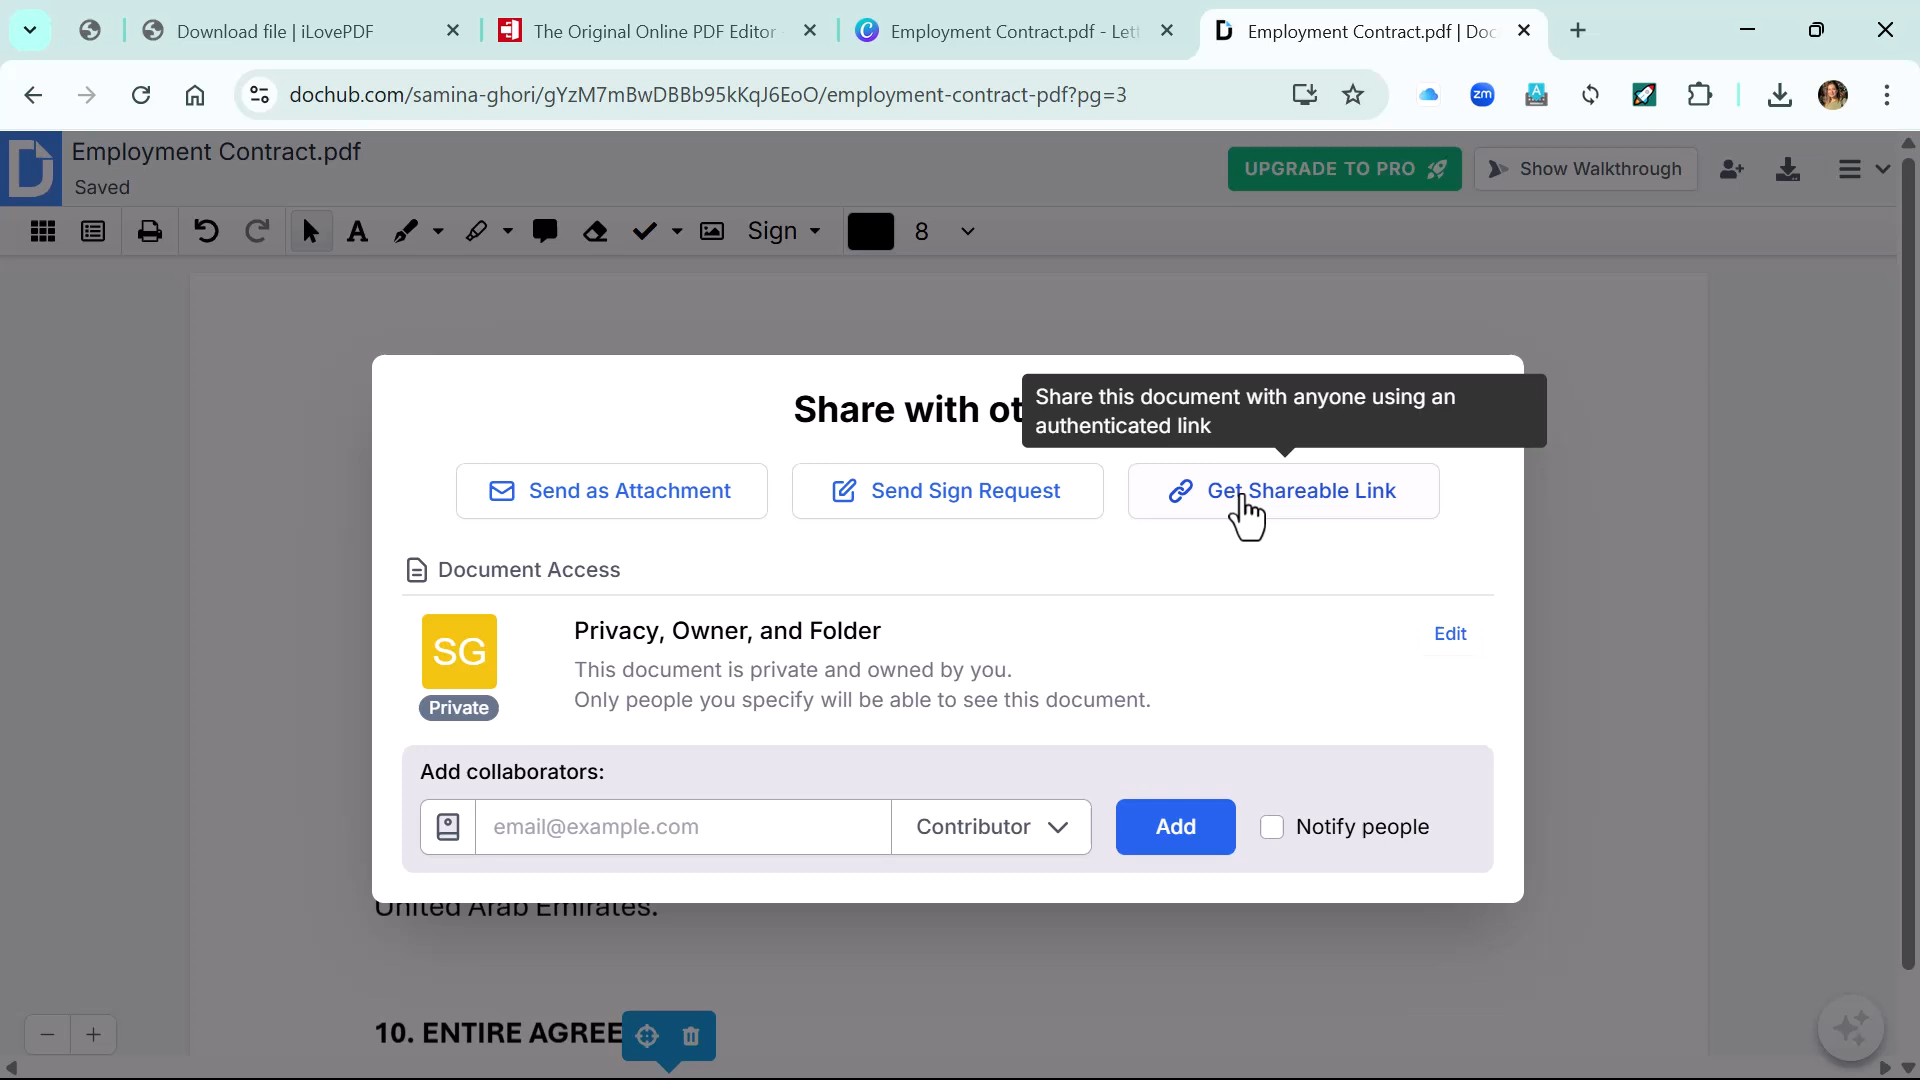 Download file | iLovePDF
The Original Online PDF Editor
Employment Contract.pdf - Lett
Employment Contract.pdf | Doc
dochub.com/samina-ghori/gYzM7mBwDBBb95kKqJ6EoO/employment-contract-pdf?pg=3
zm
A
Employment Contract.pdf
Saved
UPGRADE TO PRO
Show Walkthrough
A
Sign
8
Share with ot
Share this document with anyone using an
authenticated link
Send as Attachment
Send Sign Request
Get Shareable Link
Document Access
SG
Private
Privacy, Owner, and Folder
Edit
This document is private and owned by you.
Only people you specify will be able to see this document.
Add collaborators:
email@example.com
Contributor
Add
Notify people
United Arab Emirates.
10. ENTIRE AGREE